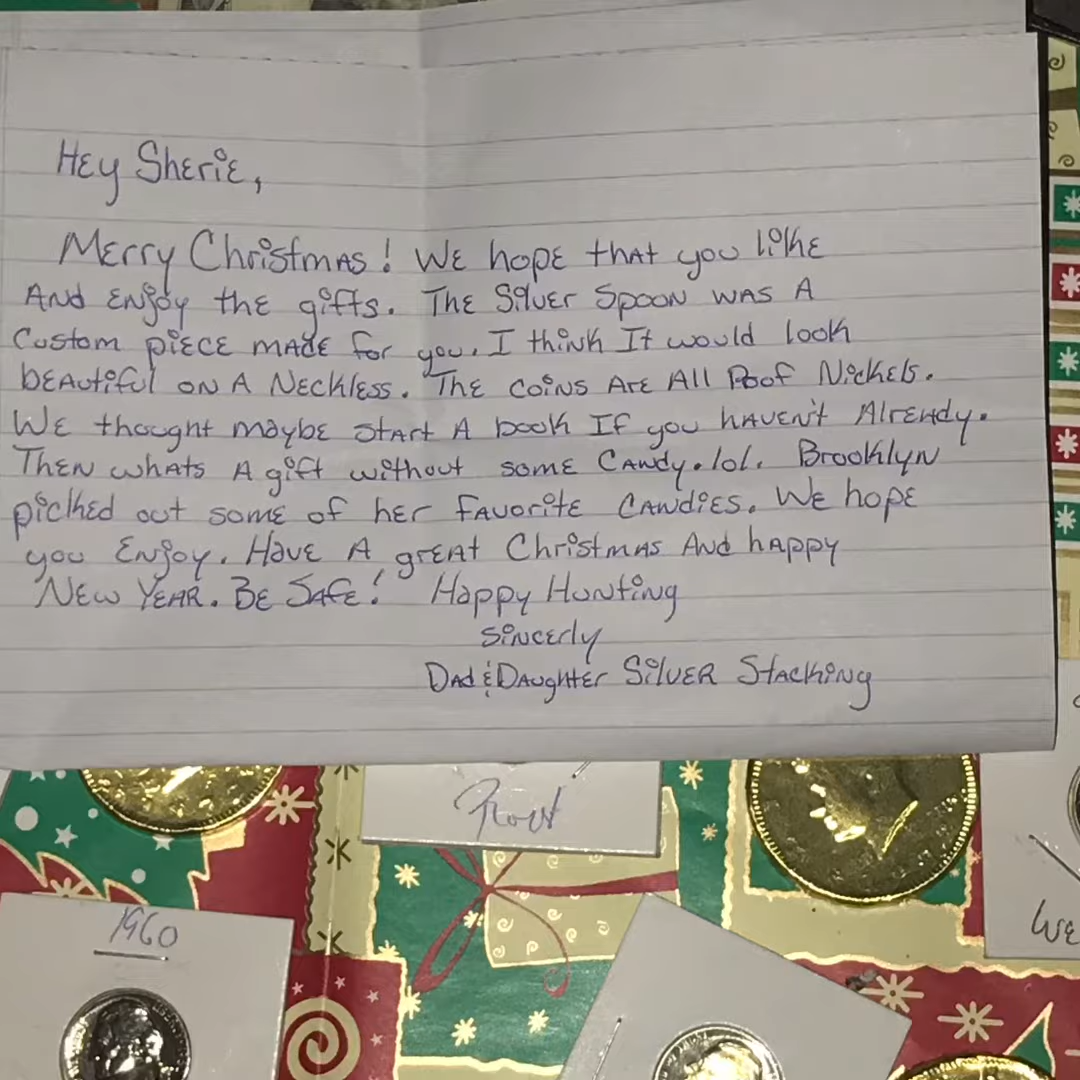 Hey Sherie,
Merry Christmas! We hope that you like
And enjoy the gifts. The Silver Spoon was A
Custom piece made for you. I think It would look
beautiful on A Neckless. The coins Are All Poof Nickels.
We thought maybe start A book If you haven't Already.
Then whats A gift without some Candy. lol. Brooklyn
picked out some of her favorite Candies. We hope
you Enjoy. Have A great Christmas And happy
New Year. Be Safe! Happy Hunting
Sincerly
Dad & Daughter Silver Stacking
Proof
1960
We